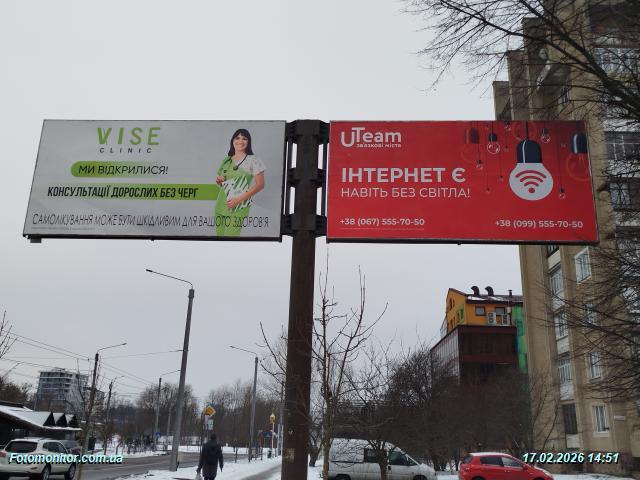 VISE
CLINIC
МИ ВІДКРИЛИСЯ!
КОНСУЛЬТАЦІЇ ДОРОСЛИХ БЕЗ ЧЕРГ
САМОЛІКУВАННЯ МОЖЕ БУТИ ШКІДЛИВИМ ДЛЯ ВАШОГО ЗДОРОВ'Я
UTeam
зв'язкові міста
ІНТЕРНЕТ Є
НАВІТЬ БЕЗ СВІТЛА!
+38 (067) 555-70-50
+38 (099) 555-70-50
Fotomonitor.com.ua
17.02.2026 14:51